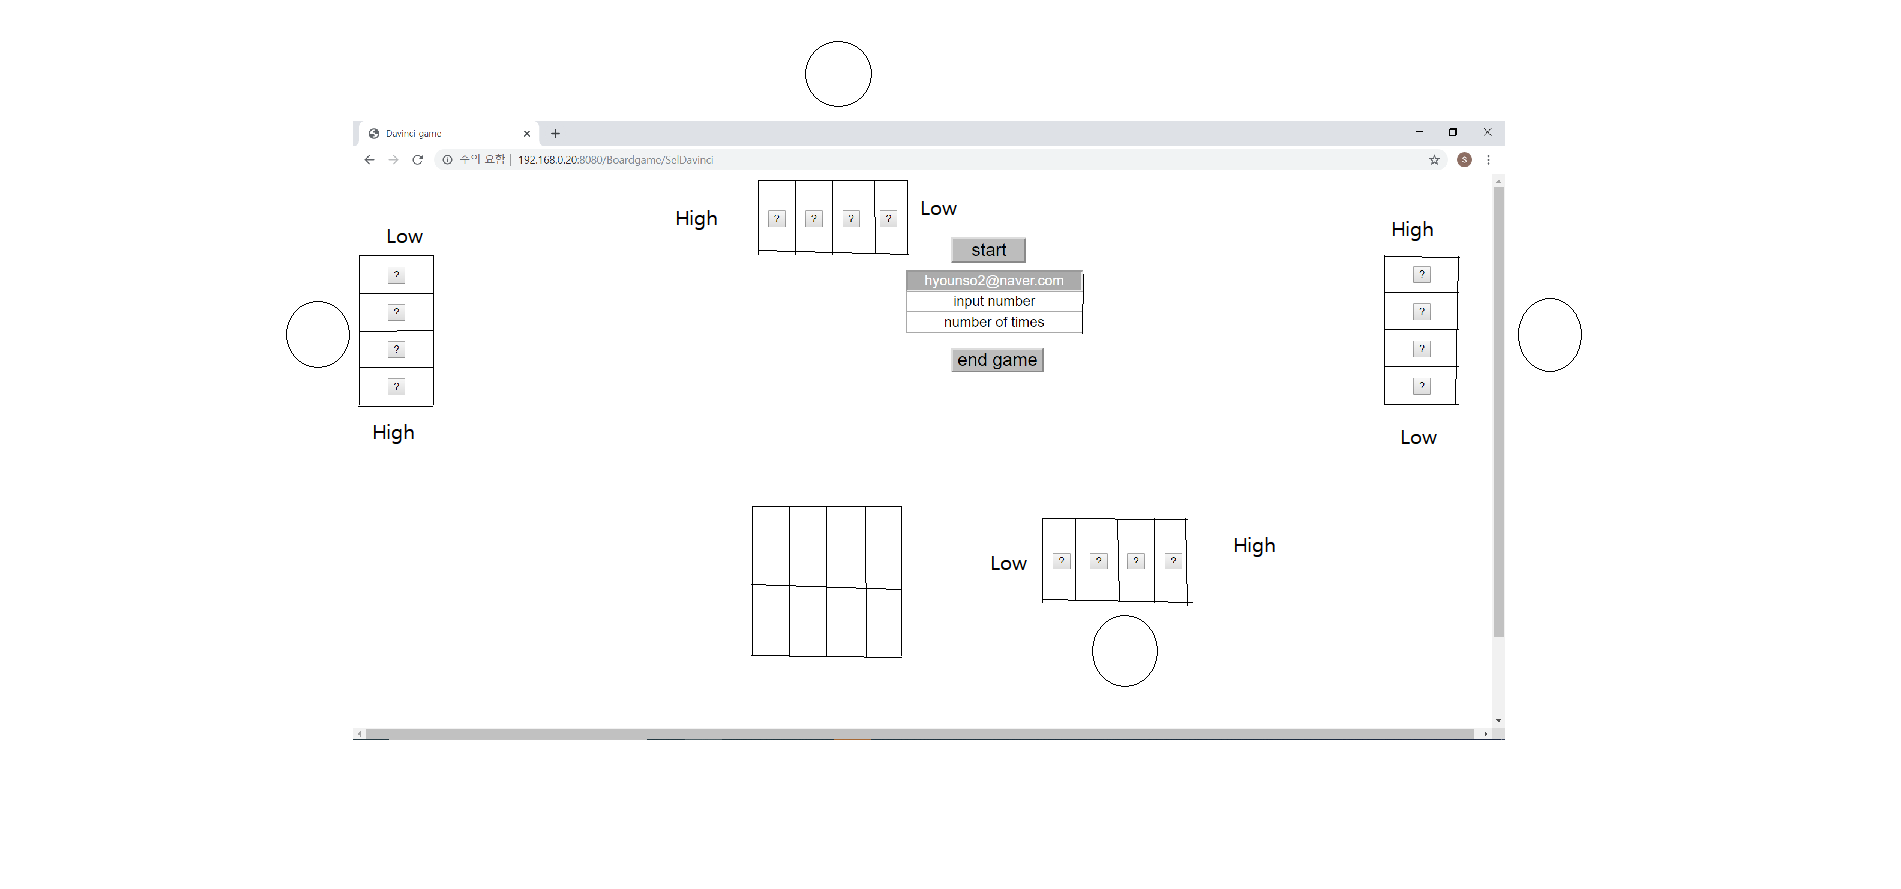 Davinci game
주의 요함 | 192.168.0.20:8080/Boardgame/SelDavinci
S
High
? ? ? ?
Low
Low
?
?
?
?
High
start
hyounso2@naver.com
input number
number of times
end game
High
?
?
?
?
Low
Low
? ? ? ?
High